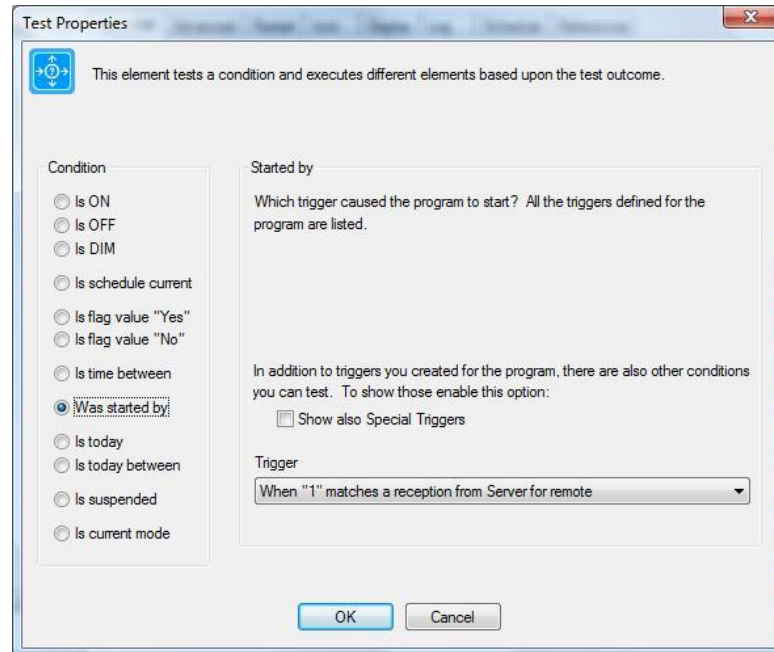 Test Properties
This element tests a condition and executes different elements based upon the test outcome.
Condition
Is ON
Is OFF
Is DIM
Is schedule current
Is flag value "Yes"
Is flag value "No"
Is time between
Was started by
Is today
Is today between
Is suspended
Is current mode
Started by
Which trigger caused the program to start? All the triggers defined for the
program are listed.
In addition to triggers you created for the program, there are also other conditions
you can test. To show those enable this option:
Show also Special Triggers
Trigger
When "1" matches a reception from Server for remote
OK
Cancel